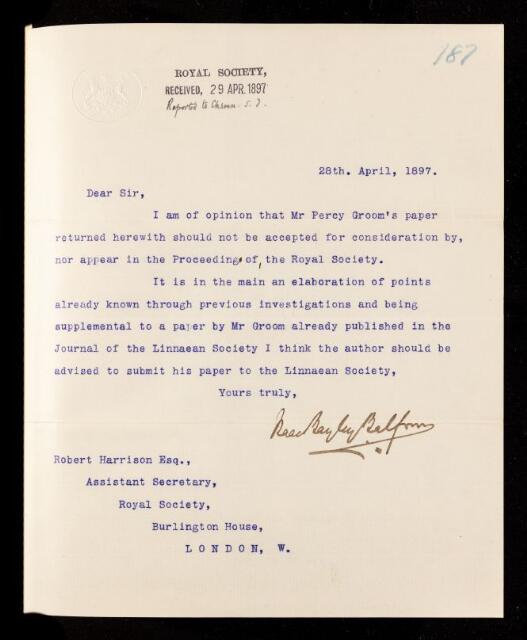 187
ROYAL SOCIETY,
RECEIVED, 29 APR. 1897
Reported to Chrmn. S. J.
28th. April, 1897.
Dear Sir,
I am of opinion that Mr Percy Groom's paper
returned herewith should not be accepted for consideration by,
nor appear in the Proceedings of, the Royal Society.
It is in the main an elaboration of points
already known through previous investigations and being
supplemental to a paper by Mr Groom already published in the
Journal of the Linnaean Society I think the author should be
advised to submit his paper to the Linnaean Society,
Yours truly,
Isaac Bayley Balfour
Robert Harrison Esq.,
Assistant Secretary,
Royal Society,
Burlington House,
LONDON, W.